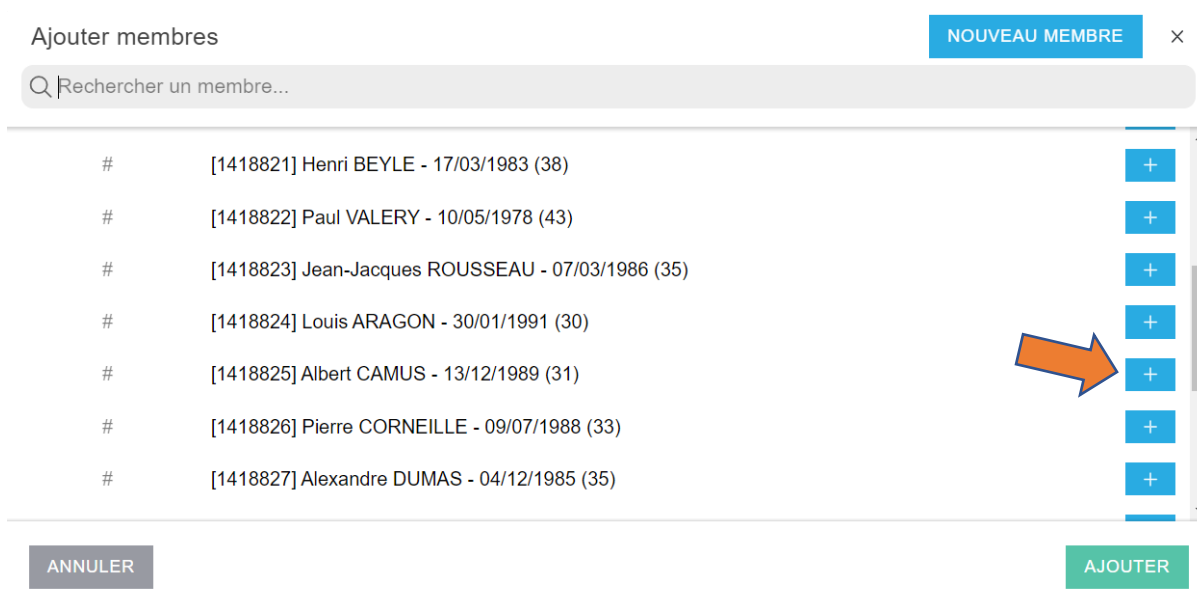 Ajouter membres
NOUVEAU MEMBRE
×
Rechercher un membre...
# [1418821] Henri BEYLE - 17/03/1983 (38) +
# [1418822] Paul VALERY - 10/05/1978 (43) +
# [1418823] Jean-Jacques ROUSSEAU - 07/03/1986 (35) +
# [1418824] Louis ARAGON - 30/01/1991 (30) +
# [1418825] Albert CAMUS - 13/12/1989 (31) +
# [1418826] Pierre CORNEILLE - 09/07/1988 (33) +
# [1418827] Alexandre DUMAS - 04/12/1985 (35) +
ANNULER
AJOUTER